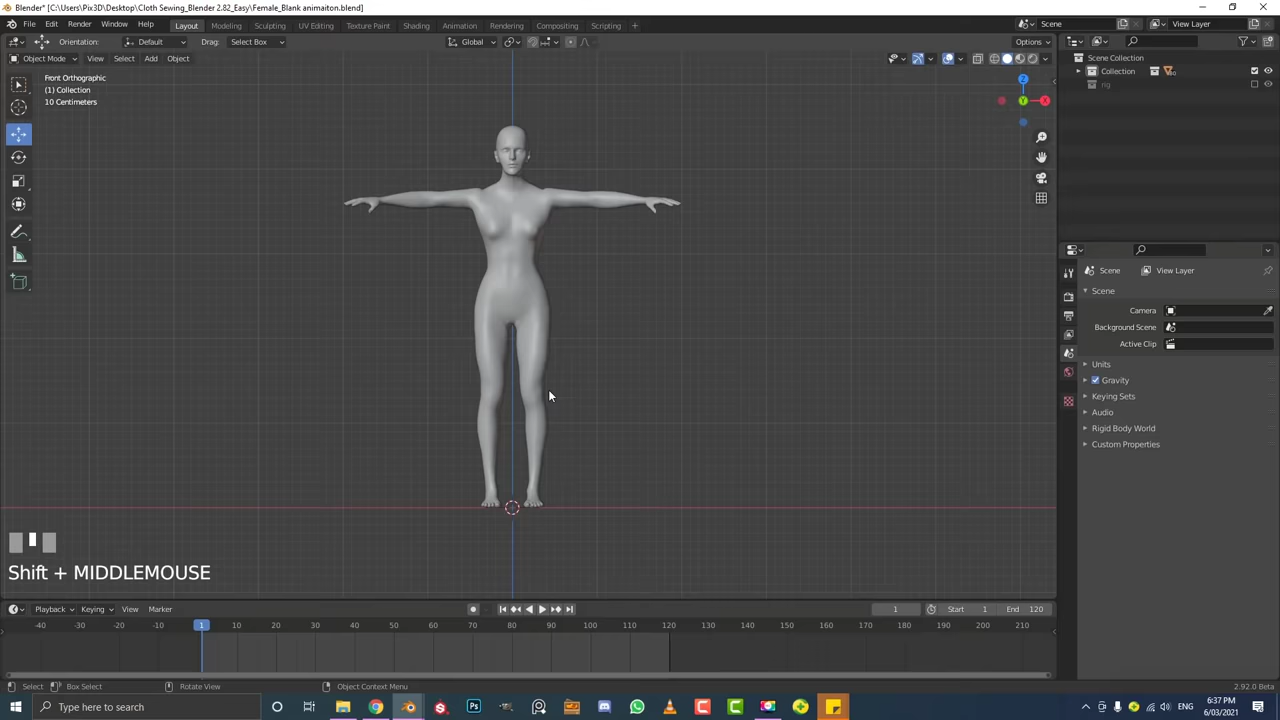 Blender* [C:\Users\Pix3D\Desktop\Cloth Sewing_Blender 2.82_Easy\Female_Blank animaiton.blend]
File Edit Render Window Help Layout Modeling Sculpting UV Editing Texture Paint Shading Animation Rendering Compositing Scripting + Scene View Layer
Orientation: Default Drag: Select Box Global Options
Object Mode View Select Add Object
Front Orthographic
(1) Collection
10 Centimeters
Z
Y
X
Scene Collection
Collection
rig
Scene View Layer
Scene
Camera
Background Scene
Active Clip
Units
Gravity
Keying Sets
Audio
Rigid Body World
Custom Properties
Shift + MIDDLEMOUSE
Playback Keying View Marker 1 Start 1 End 120
-40 -30 -20 -10 1 10 20 30 40 50 60 70 80 90 100 110 120 130 140 150 160 170 180 190 200 210
Select Box Select Rotate View Object Context Menu 2.92.0 Beta
Type here to search
Ps
ENG
6:37 PM
6/03/2021